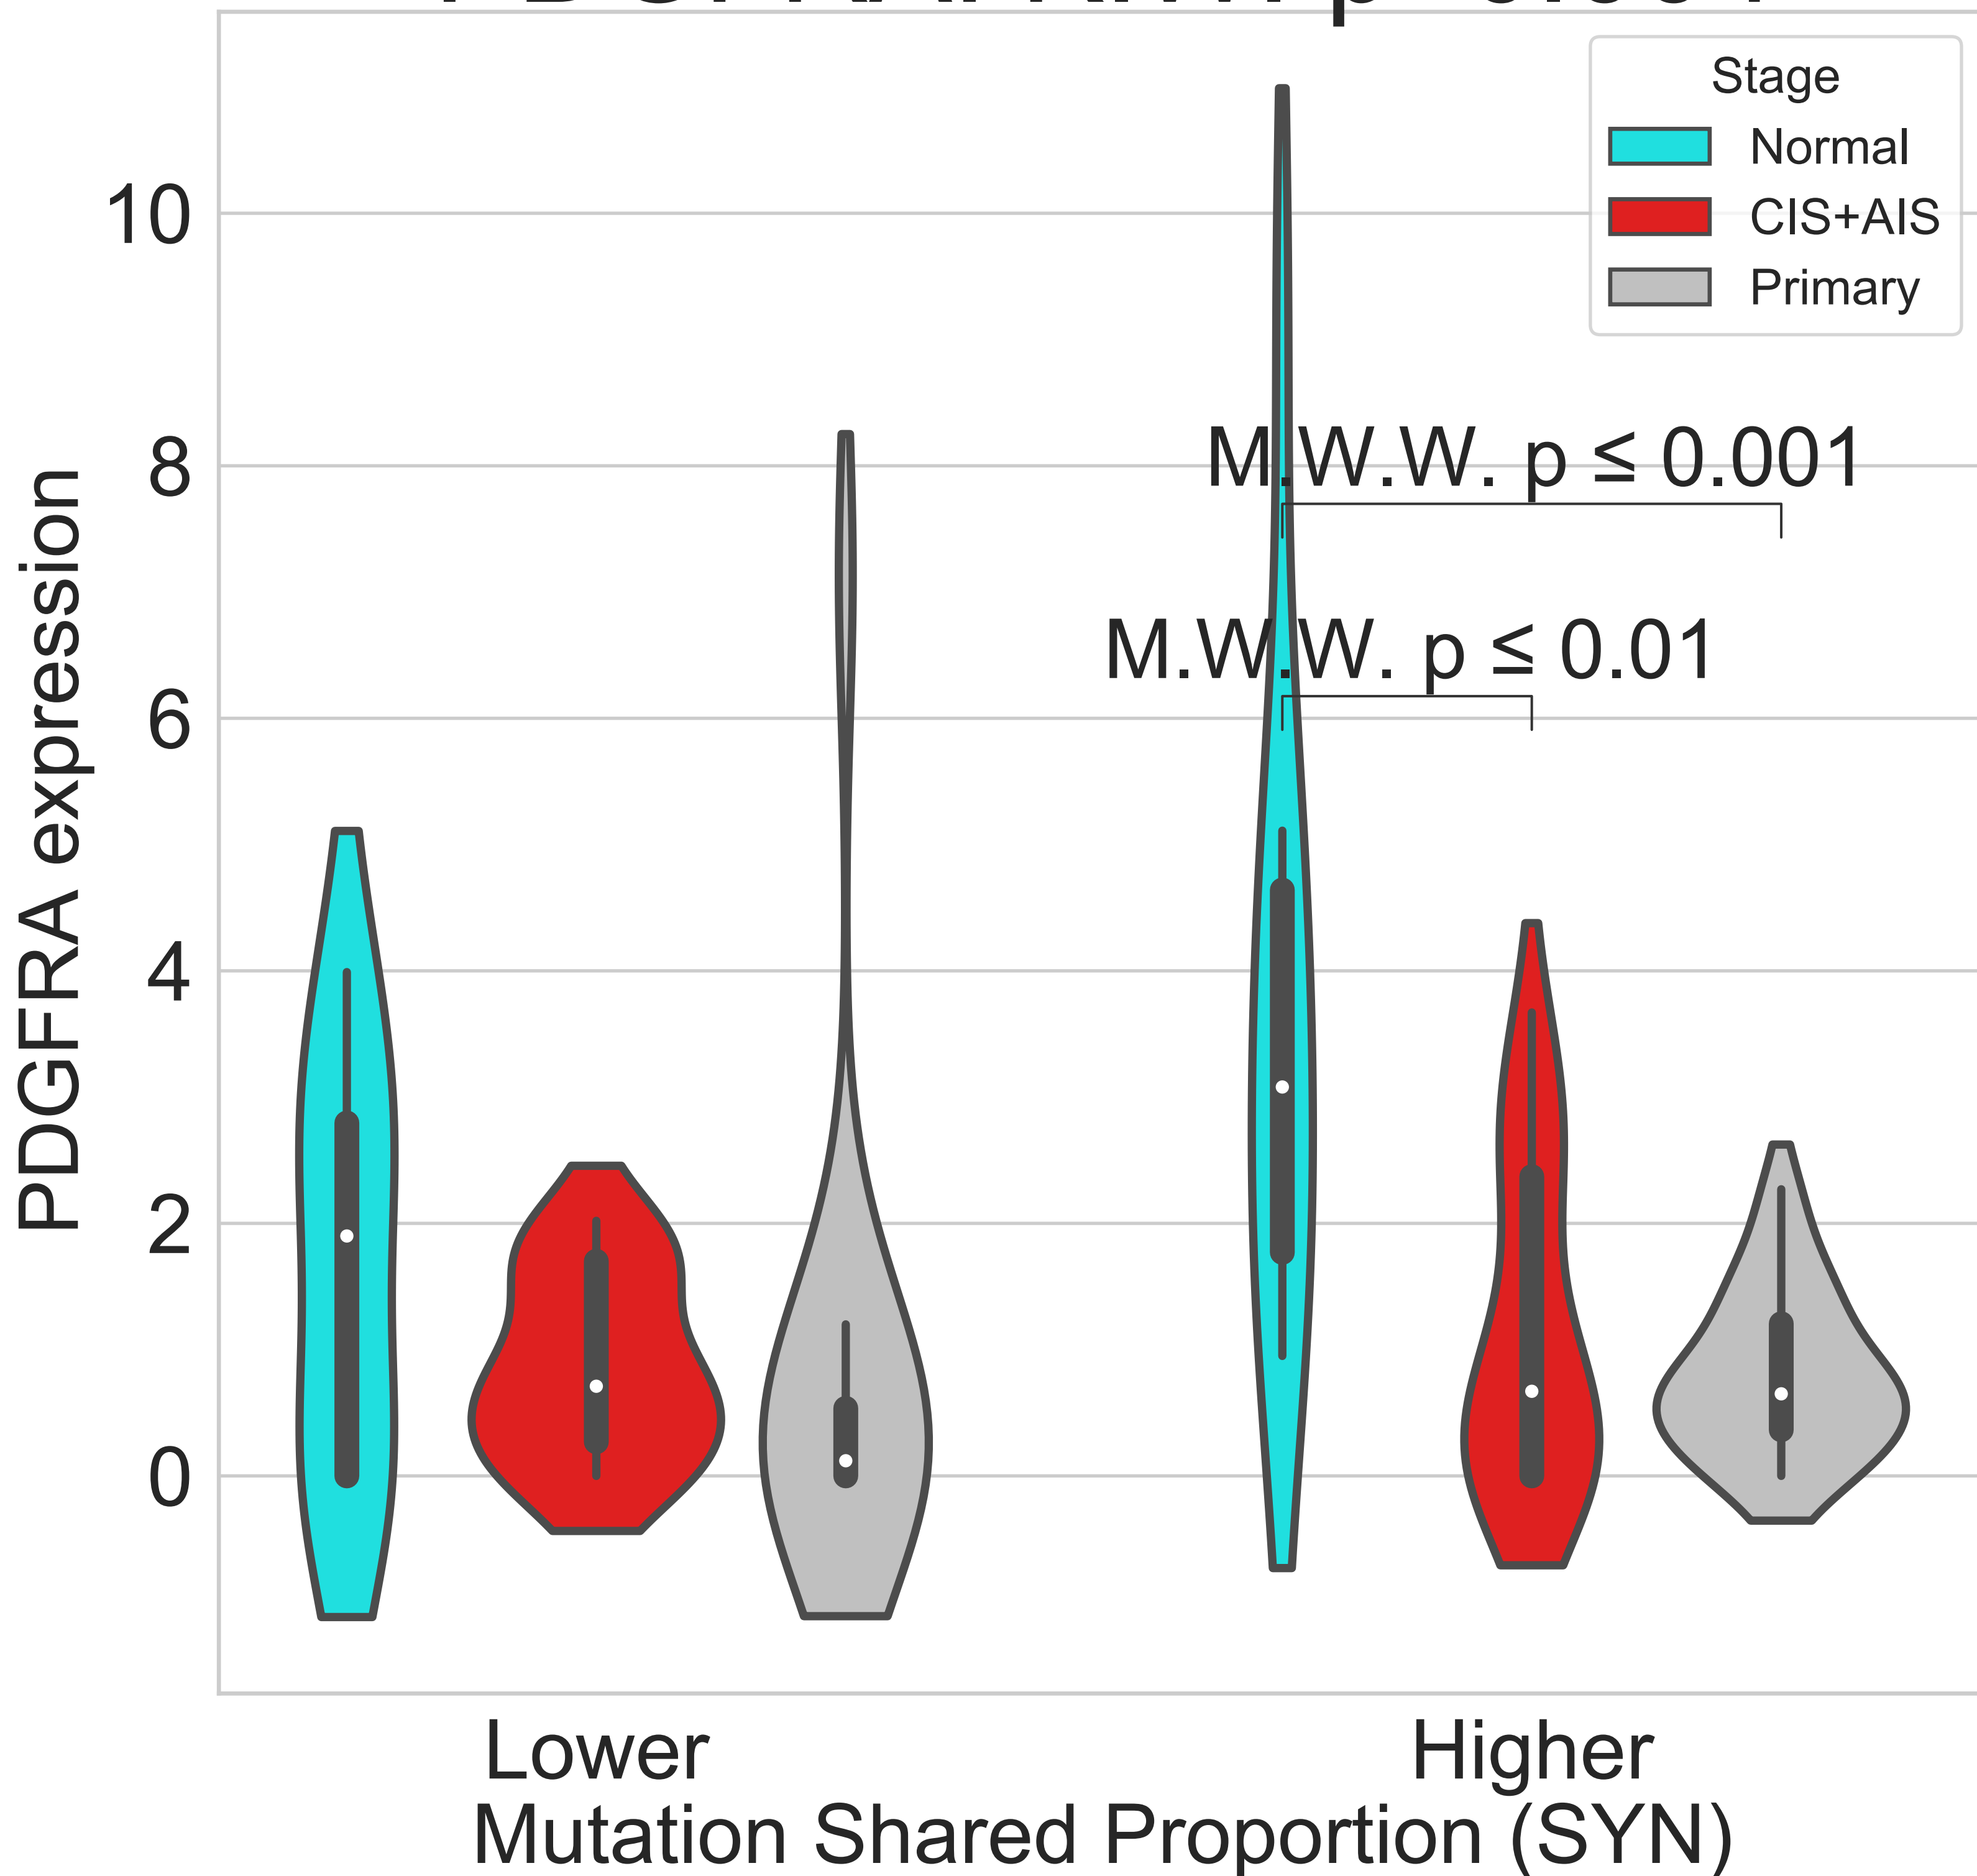 Stage
Normal
CIS+AIS
Primary
10
8
6
4
2
0
PDGFRA expression
M.W.W. p ≤ 0.001
M.W.W. p ≤ 0.01
Lower
Higher
Mutation Shared Proportion (SYN)